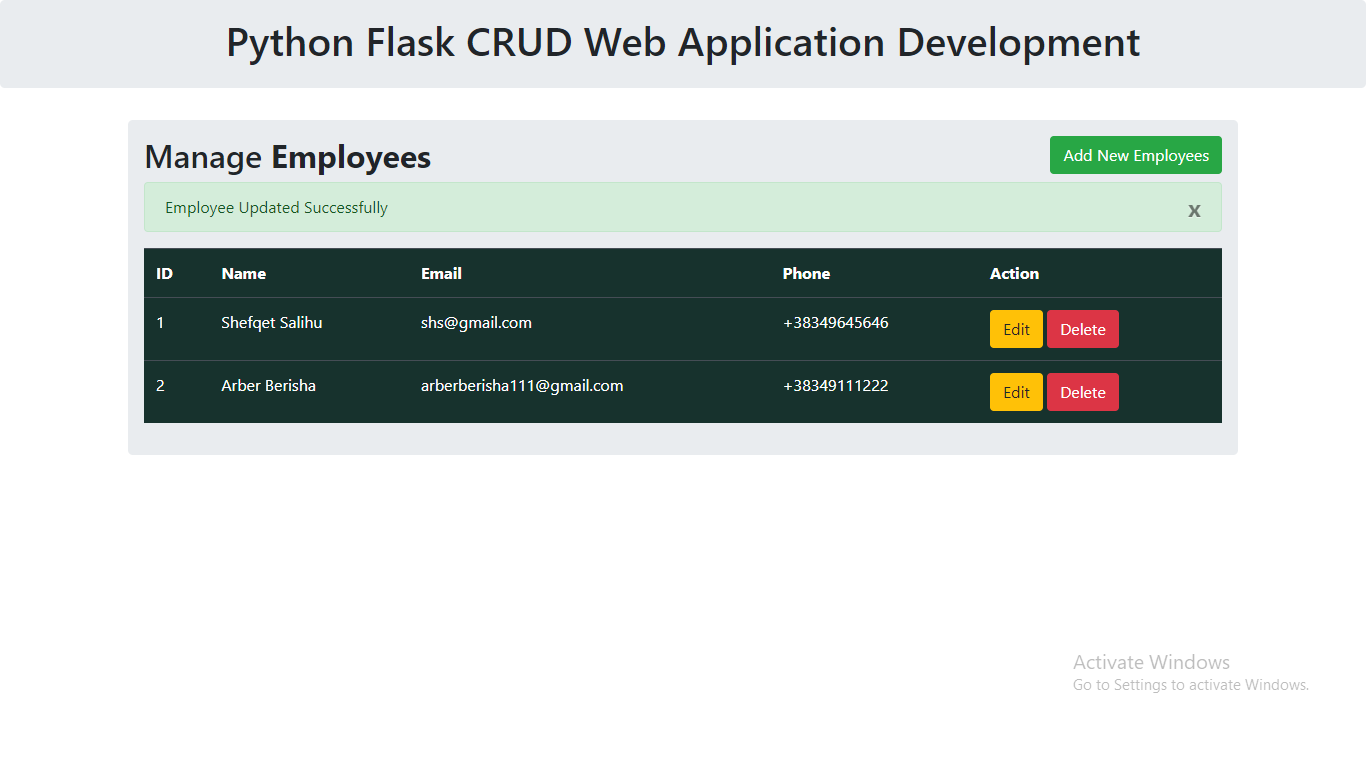 Python Flask CRUD Web Application Development
Manage Employees
Add New Employees
Employee Updated Successfully
x
ID Name Email Phone Action
1 Shefqet Salihu shs@gmail.com +38349645646 Edit Delete
2 Arber Berisha arberberisha111@gmail.com +38349111222 Edit Delete
Activate Windows
Go to Settings to activate Windows.